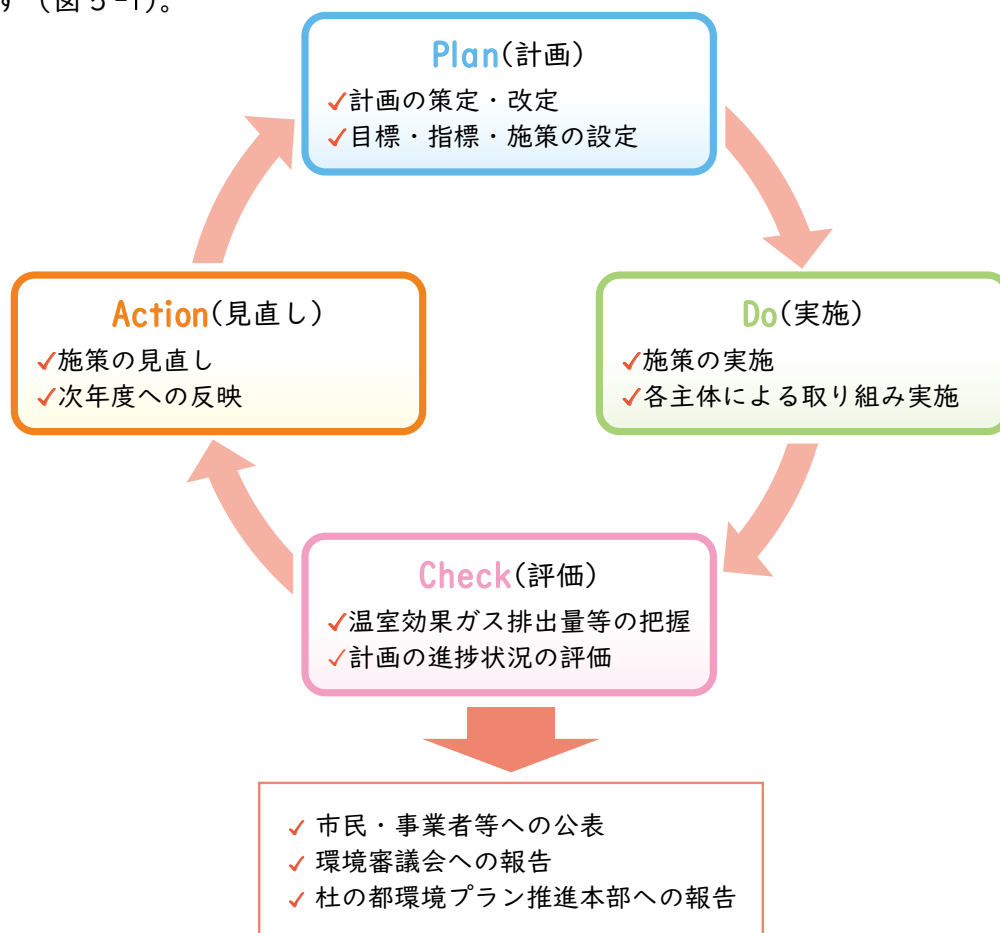 す（図5-1）。
Plan(計画)
✓計画の策定・改定
✓目標・指標・施策の設定
Action(見直し)
✓施策の見直し
✓次年度への反映
Do(実施)
✓施策の実施
✓各主体による取り組み実施
Check(評価)
✓温室効果ガス排出量等の把握
✓計画の進捗状況の評価
✓ 市民・事業者等への公表
✓ 環境審議会への報告
✓ 杜の都環境プラン推進本部への報告